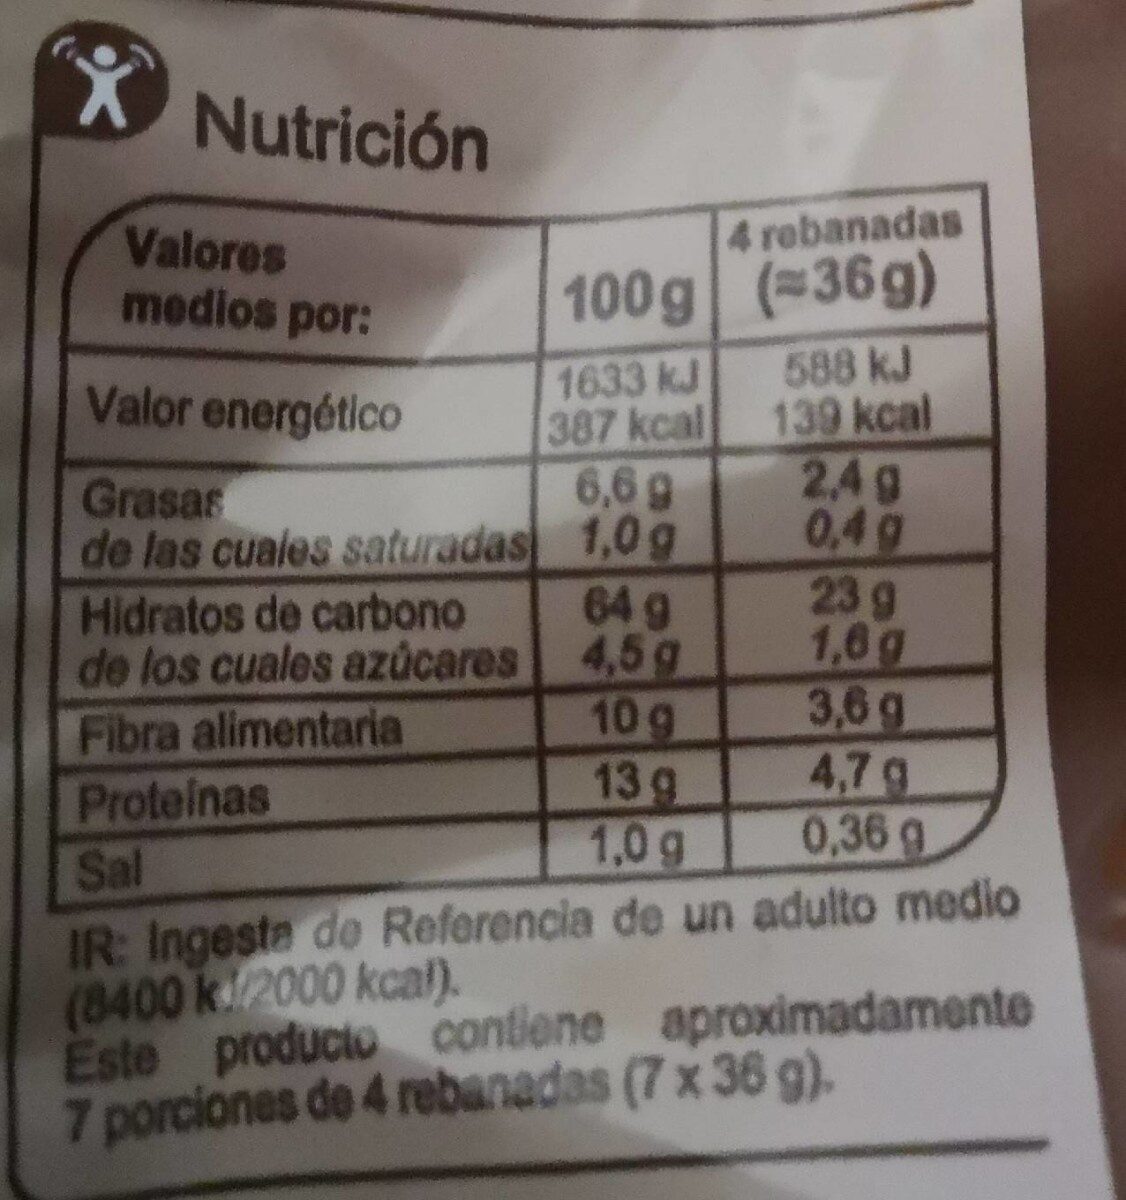 Nutrición
Valores medios por: 100g 4 rebanadas (≈36g)
Valor energético 1633 kJ 387 kcal 588 kJ 139 kcal
Grasas 6,6 g 2,4 g
de las cuales saturadas 1,0 g 0,4 g
Hidratos de carbono 64 g 23 g
de los cuales azúcares 4,5 g 1,6 g
Fibra alimentaria 10 g 3,6 g
Proteínas 13 g 4,7 g
Sal 1,0 g 0,36 g
IR: Ingesta de Referencia de un adulto medio
(8400 kJ/2000 kcal).
Este producto contiene aproximadamente
7 porciones de 4 rebanadas (7 x 36 g).